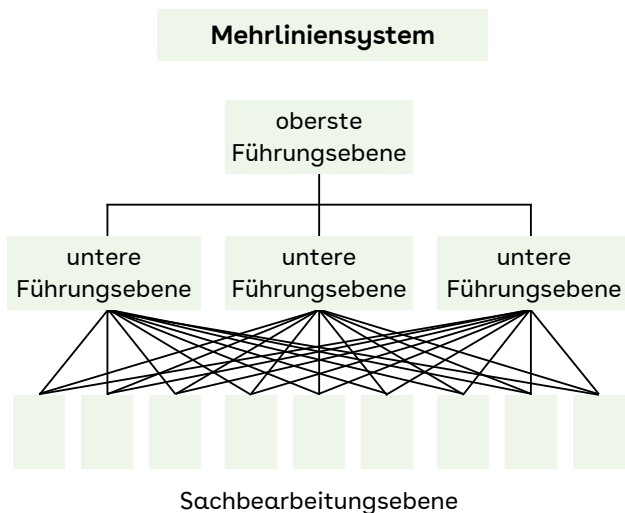 Mehrliniensystem
oberste
Führungsebene
untere
Führungsebene
untere
Führungsebene
untere
Führungsebene
Sachbearbeitungsebene